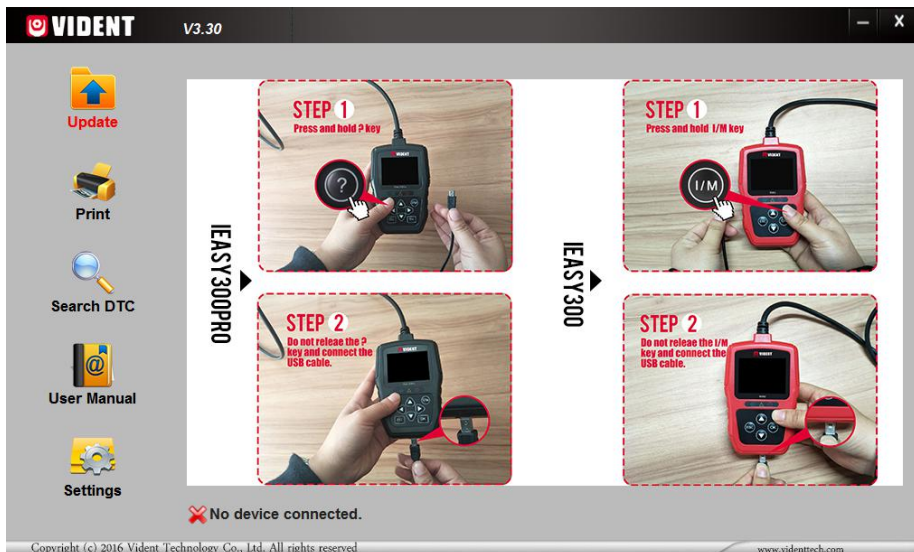 VIDENT V3.30
Update
Print
Search DTC
User Manual
Settings
IEASY300PRO
STEP 1
Press and hold ? key
?
STEP 2
Do not releae the ?
key and connect the
USB cable.
IEASY300
STEP 1
Press and hold I/M key
I/M
STEP 2
Do not releae the I/M
key and connect the
USB cable.
No device connected.
Copyright (c) 2016 Vident Technology Co., Ltd. All rights reserved
www.videnttech.com